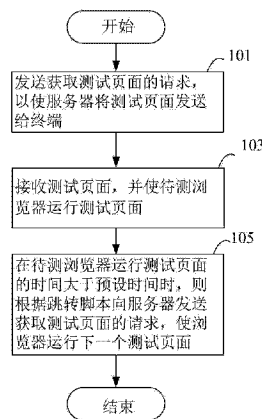 开始
101
发送获取测试页面的请求，
以使服务器将测试页面发送
给终端
103
接收测试页面，并使待测浏
览器运行测试页面
105
在待测浏览器运行测试页面
的时间大于预设时间时，则
根据跳转脚本向服务器发送
获取测试页面的请求，使浏
览器运行下一个测试页面
结束